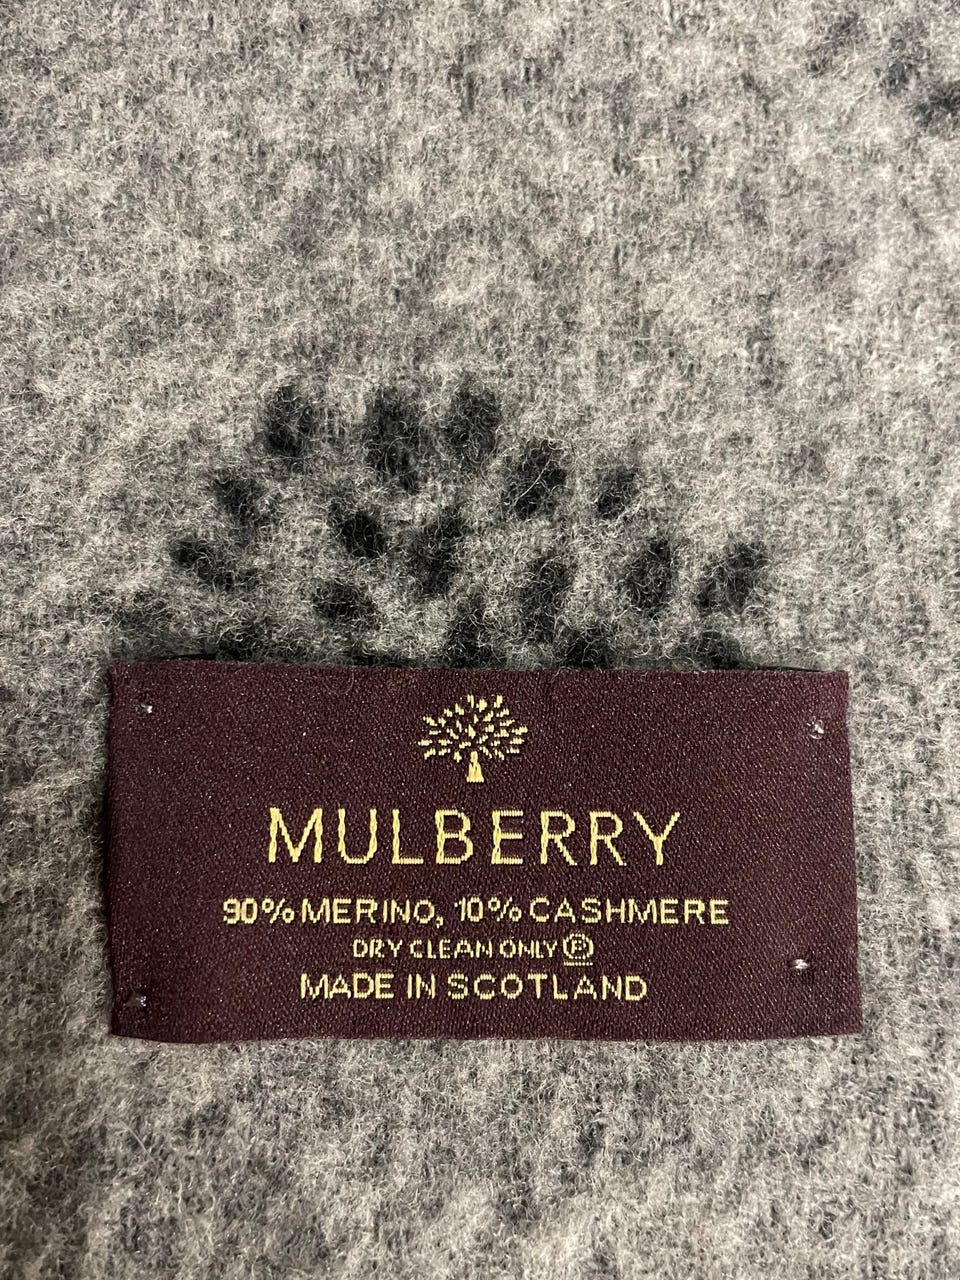 MULBERRY
90% MERINO, 10% CASHMERE
DRY CLEAN ONLY Ⓟ
MADE IN SCOTLAND